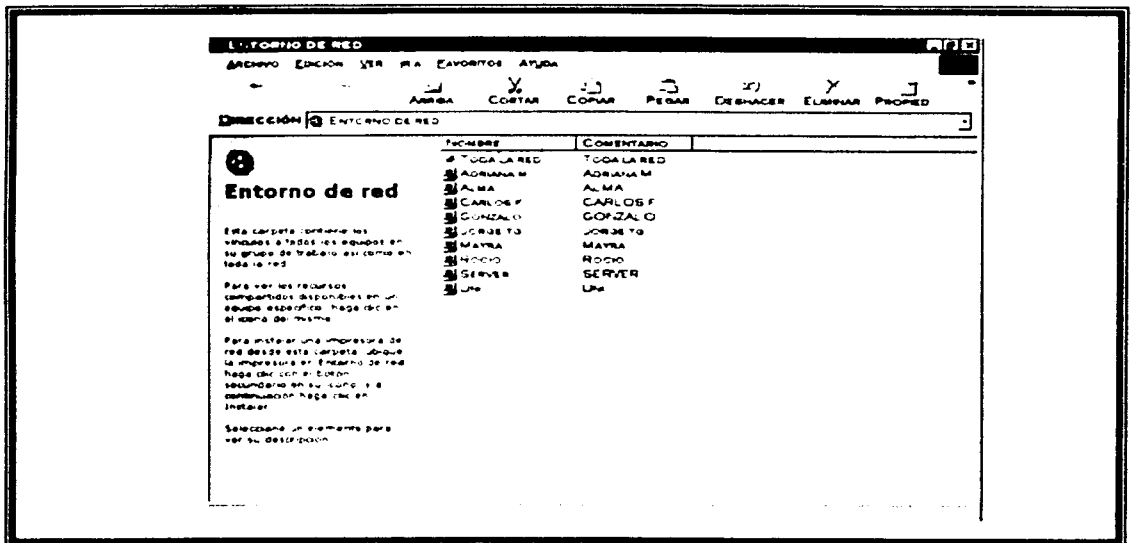 ENTORNO DE RED
ARCHIVO EDICIÓN VER IR A FAVORITOS AYUDA
ARRIBA CORTAR COPIAR PEGAR DESHACER ELIMINAR PROPIED
DIRECCIÓN ENTORNO DE RED
NOMBRE COMENTARIO
TODA LA RED TODA LA RED
ADRIANA M ADRIANA M
ALMA ALMA
CARLOS F CARLOS F
GONZALO GONZALO
JORGE TG JORGE TG
MAYRA MAYRA
ROCIO ROCIO
SERVER SERVER
Entorno de red
Esta carpeta contiene los
vínculos a todos los equipos en
su grupo de trabajo así como en
toda la red
Para ver los recursos
compartidos disponibles en un
equipo específico, haga clic en
el icono del mismo
Para instalar una impresora de
red desde esta carpeta, ubique
la impresora en Entorno de red
haga clic con el botón
secundario en su icono y a
continuación haga clic en
Instalar
Seleccione un elemento para
ver su descripción